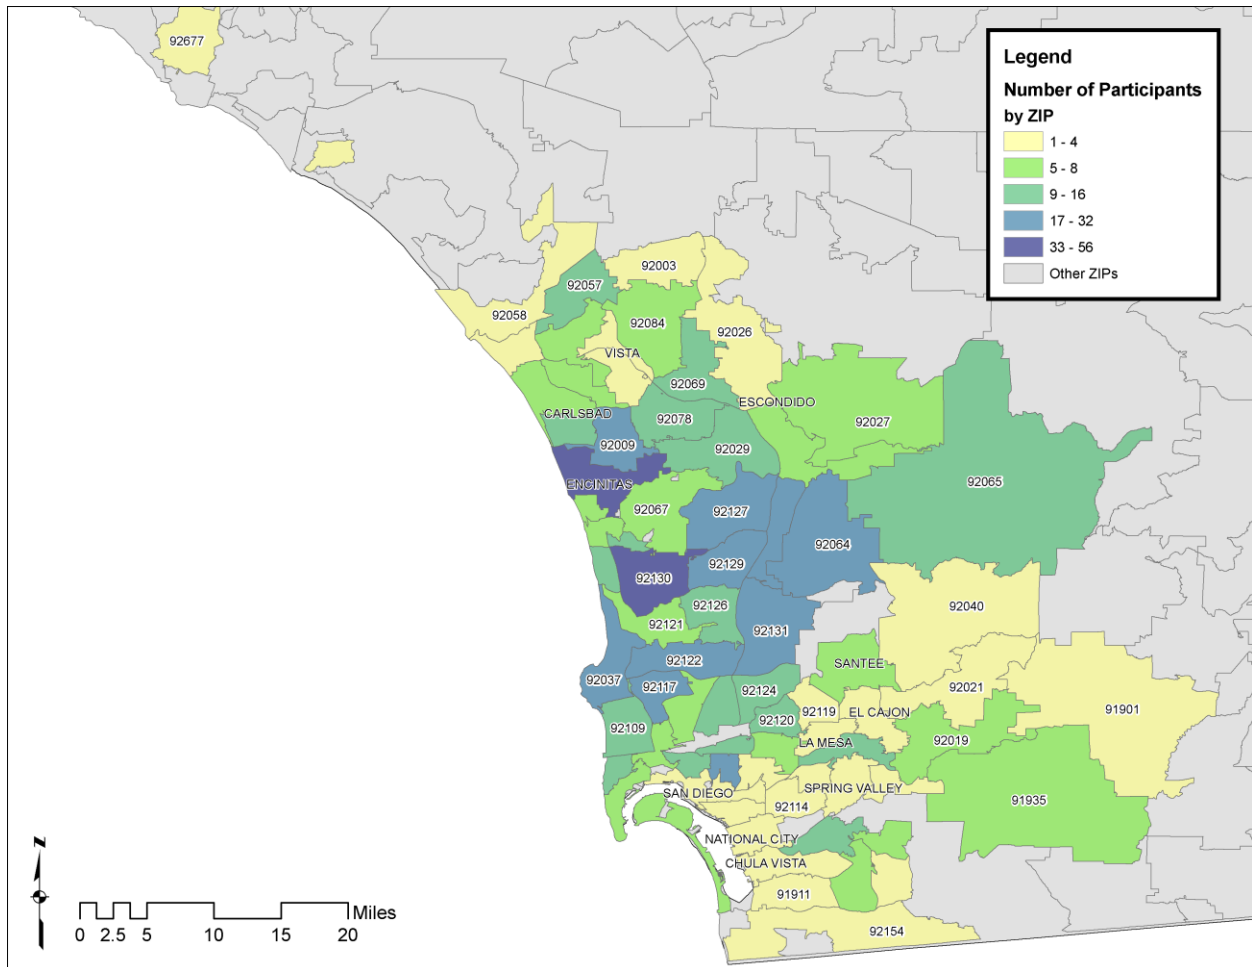 92677
Legend
Number of Participants
by ZIP
1 - 4
5 - 8
9 - 16
17 - 32
33 - 56
Other ZIPs
92003
92057
92058
92084
92026
VISTA
92069
ESCONDIDO
CARLSBAD
92078
92027
92009
92029
92065
ENCINITAS
92067
92127
92064
92129
92130
92126
92040
92121
92131
92122
SANTEE
92037
92117
92124
92021
92119
EL CAJON
91901
92109
92120
LA MESA
92019
SAN DIEGO
SPRING VALLEY
91935
92114
NATIONAL CITY
CHULA VISTA
91911
92154
N
Miles
0 2.5 5 10 15 20